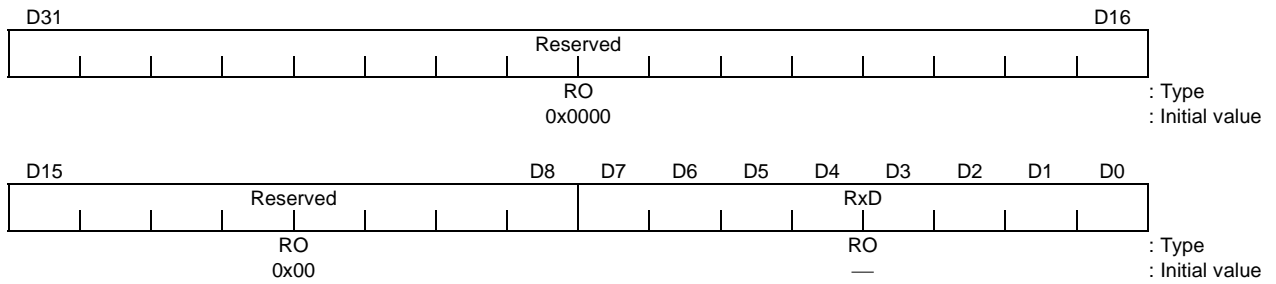 D31 D16
Reserved
RO : Type
0x0000 : Initial value
D15 D8 D7 D6 D5 D4 D3 D2 D1 D0
Reserved RxD
RO RO : Type
0x00 — : Initial value